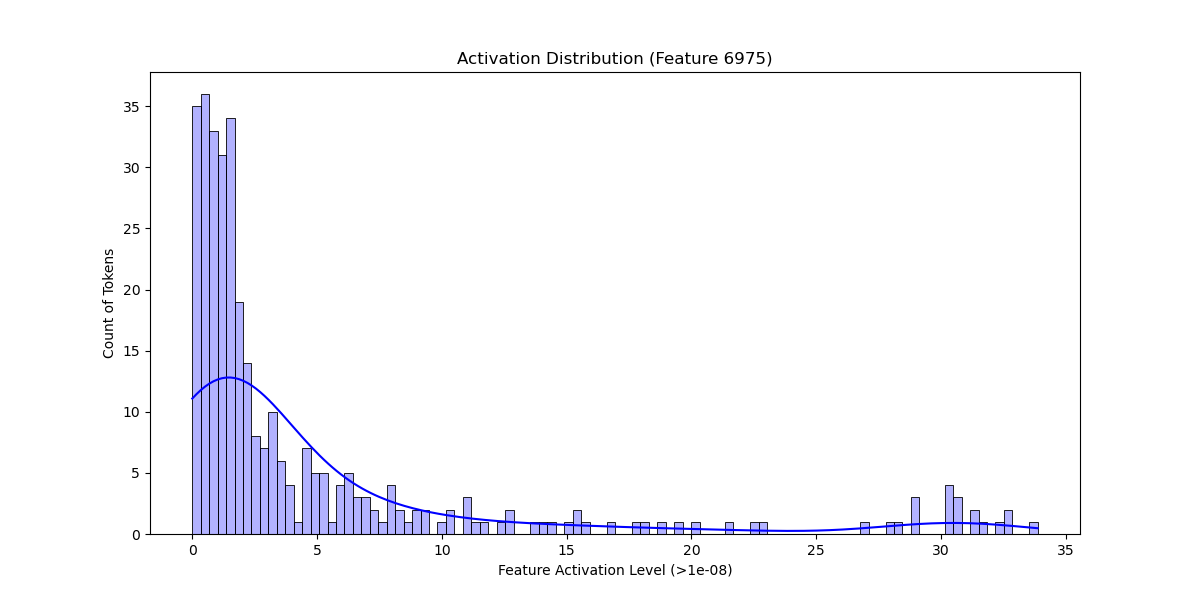 Activation Distribution (Feature 6975)
Count of Tokens
35
30
25
20
15
10
5
0
0 5 10 15 20 25 30 35
Feature Activation Level (>1e-08)